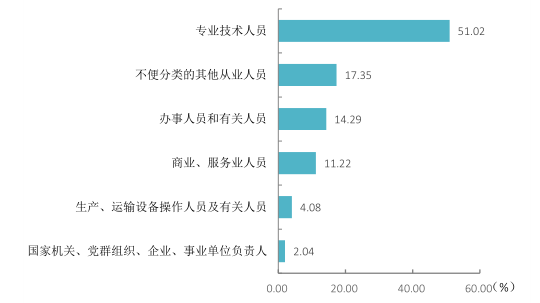 专业技术人员 51.02
不便分类的其他从业人员 17.35
办事人员和有关人员 14.29
商业、服务业人员 11.22
生产、运输设备操作人员及有关人员 4.08
国家机关、党群组织、企业、事业单位负责人 2.04
0.00 20.00 40.00 60.00（%）